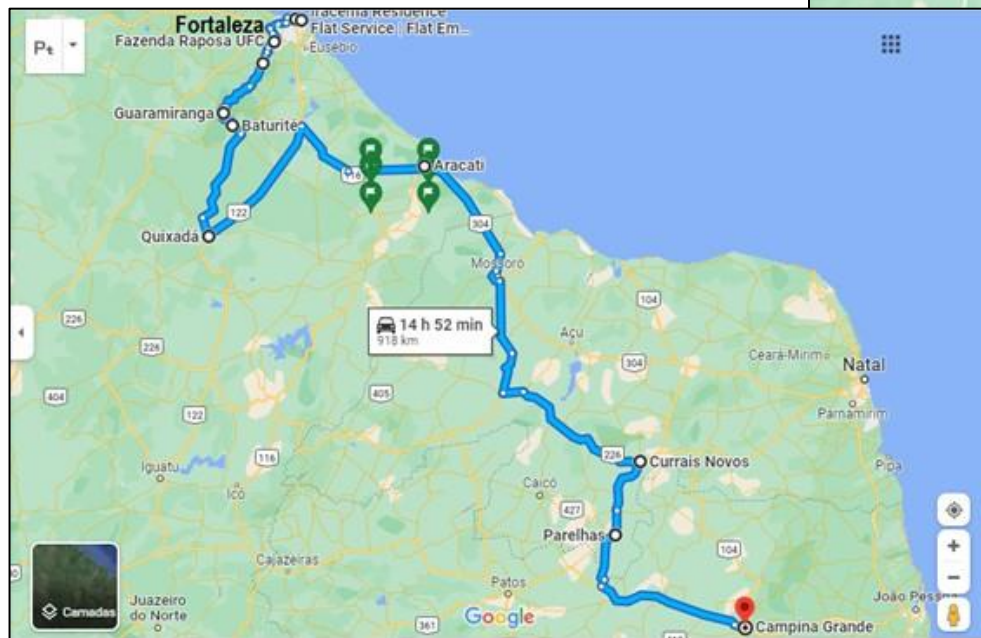 Iracema Residence
Fortaleza Flat Service | Flat Em...
Fazenda Raposa UFC
Eusébio
Guaramiranga
Baturité
Aracati
116
122
304
Quixadá
Mossoró
14 h 52 min
918 km
104
226
Açu
226
304
Ceará-Mirim
Natal
404
405
Parnamirim
122
116
226
Currais Novos
Pipa
Iguatu
Icó
Caicó
427
Parelhas
104
Cajazeiras
Patos
João Pesso
Camadas
Juazeiro
do Norte
Google
361
Campina Grande